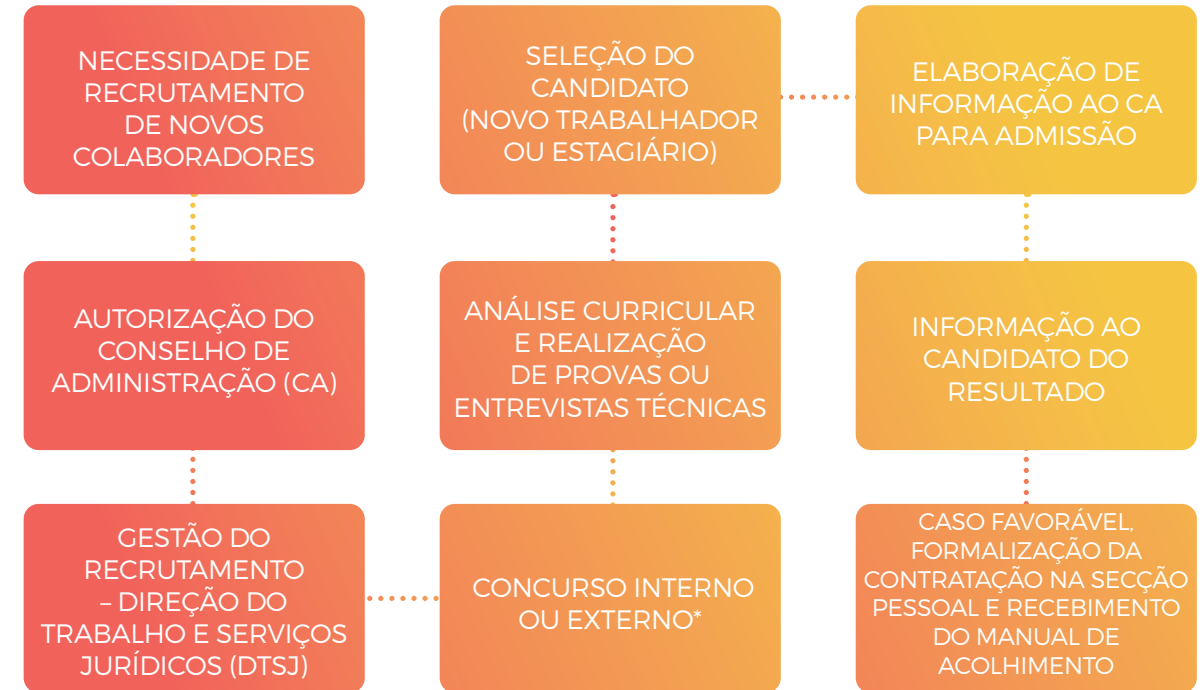 NECESSIDADE DE
RECRUTAMENTO
DE NOVOS
COLABORADORES
AUTORIZAÇÃO DO
CONSELHO DE
ADMINISTRAÇÃO (CA)
GESTÃO DO
RECRUTAMENTO
– DIREÇÃO DO
TRABALHO E SERVIÇOS
JURÍDICOS (DTSJ)
CONCURSO INTERNO
OU EXTERNO*
ANÁLISE CURRICULAR
E REALIZAÇÃO
DE PROVAS OU
ENTREVISTAS TÉCNICAS
SELEÇÃO DO
CANDIDATO
(NOVO TRABALHADOR
OU ESTAGIÁRIO)
ELABORAÇÃO DE
INFORMAÇÃO AO CA
PARA ADMISSÃO
INFORMAÇÃO AO
CANDIDATO DO
RESULTADO
CASO FAVORÁVEL,
FORMALIZAÇÃO DA
CONTRATAÇÃO NA SECÇÃO
PESSOAL E RECEBIMENTO
DO MANUAL DE
ACOLHIMENTO